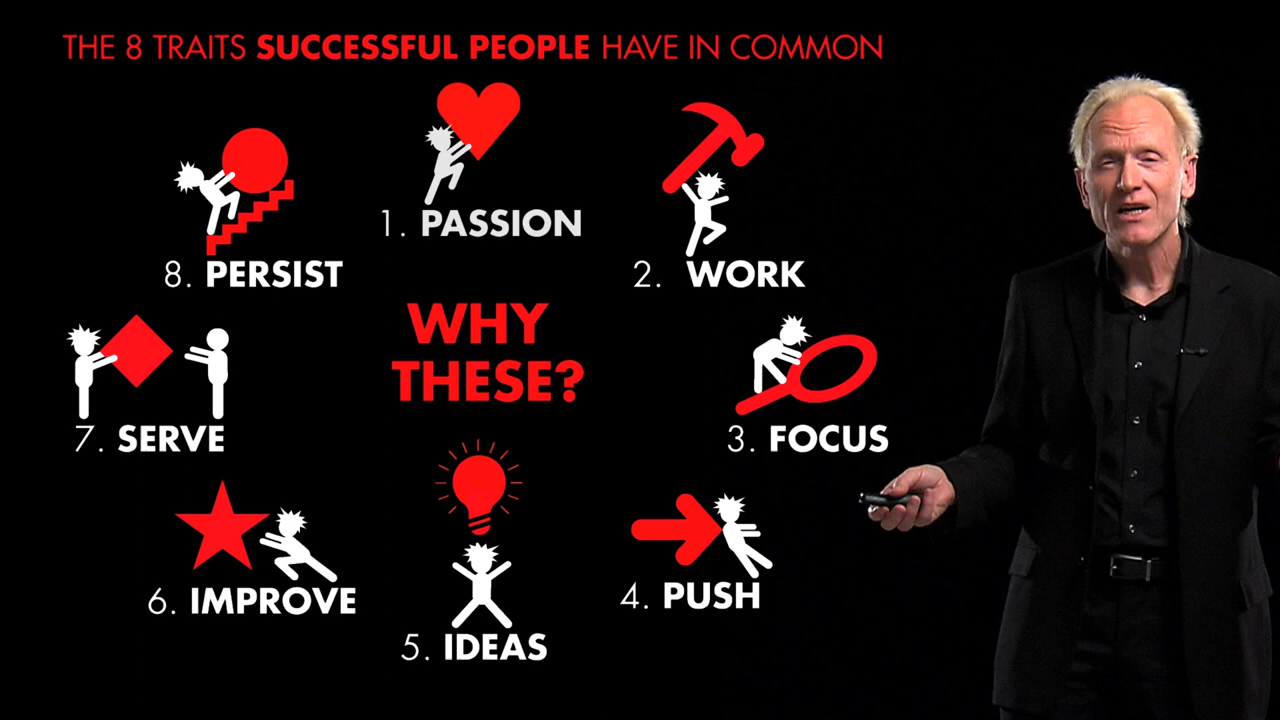 THE 8 TRAITS SUCCESSFUL PEOPLE HAVE IN COMMON
1. PASSION
2. WORK
3. FOCUS
4. PUSH
5. IDEAS
6. IMPROVE
7. SERVE
8. PERSIST
WHY
THESE?